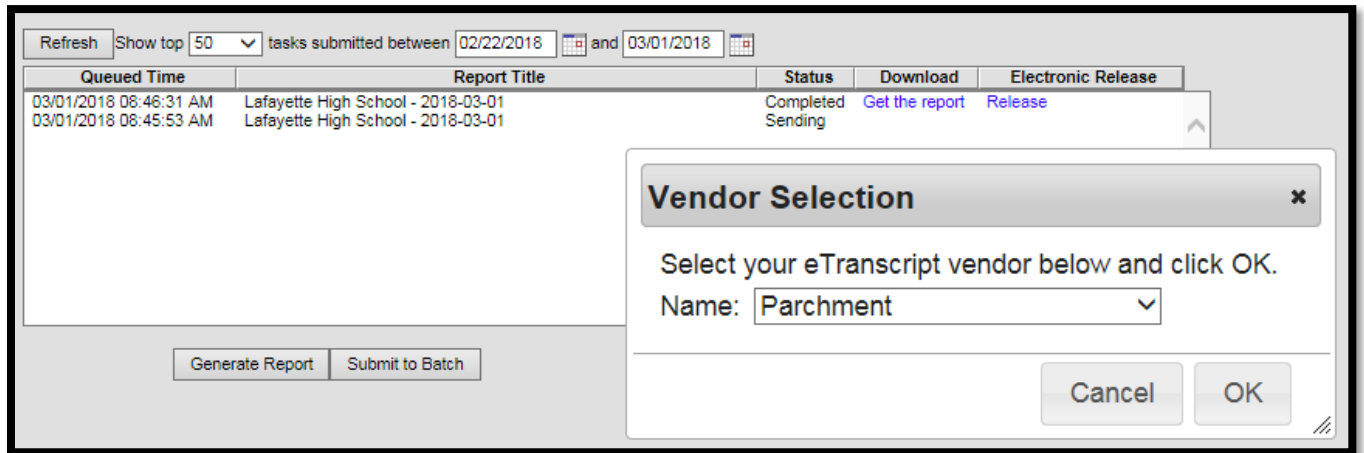 Refresh Show top 50 tasks submitted between 02/22/2018 and 03/01/2018
Queued Time Report Title Status Download Electronic Release
03/01/2018 08:46:31 AM Lafayette High School - 2018-03-01 Completed Get the report Release
03/01/2018 08:45:53 AM Lafayette High School - 2018-03-01 Sending
Vendor Selection
Select your eTranscript vendor below and click OK.
Name: Parchment
Generate Report Submit to Batch
Cancel OK